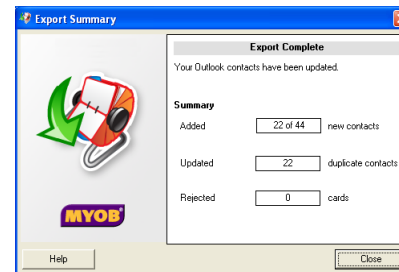 Export Summary
Export Complete
Your Outlook contacts have been updated.
Summary
Added 22 of 44 new contacts
Updated 22 duplicate contacts
Rejected 0 cards
MYOB
Help Close